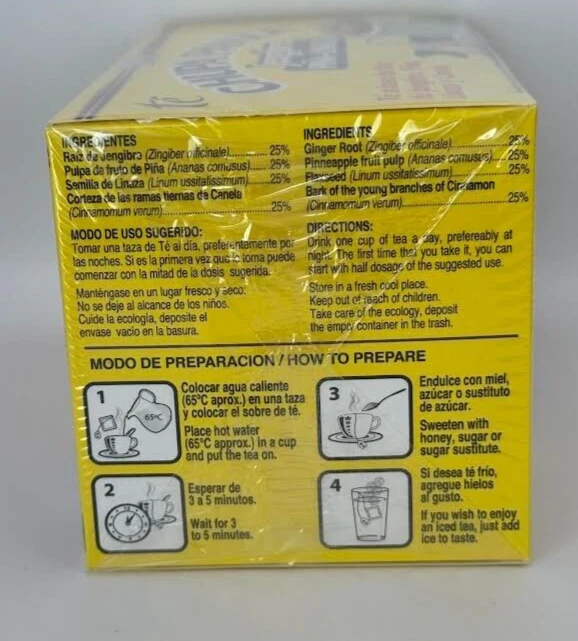 té
INGREDIENTES
Raíz de Jengibre (Zingiber officinale) 25%
Pulpa de fruto de Piña (Ananas comusus) 25%
Semilla de Linaza (Linum ussitatissimum) 25%
Corteza de las ramas tiernas de Canela
(Cinnamomum verum) 25%
MODO DE USO SUGERIDO:
Tomar una taza de Té al día, preferentemente por
las noches. Si es la primera vez que lo toma puede
comenzar con la mitad de la dosis sugerida.
Manténgase en un lugar fresco y seco.
No se deje al alcance de los niños.
Cuide la ecología, deposite el
envase vacío en la basura.
INGREDIENTS
Ginger Root (Zingiber officinale) 25%
Pinneapple fruit pulp (Ananas comusus) 25%
Flaxseed (Linum ussitatissimum) 25%
Bark of the young branches of Cinnamon
(Cinnamomum verum) 25%
DIRECTIONS:
Drink one cup of tea a day, prefereably at
night. The first time that you take it, you can
start with half dosage of the suggested use.
Store in a fresh cool place.
Keep out of reach of children.
Take care of the ecology, deposit
the empty container in the trash.
MODO DE PREPARACION / HOW TO PREPARE
1
65ºC
Colocar agua caliente
(65°C aprox.) en una taza
y colocar el sobre de té.
Place hot water
(65°C approx.) in a cup
and put the tea on.
2
Esperar de
3 a 5 minutos.
Wait for 3
to 5 minutes.
3
Endulce con miel,
azúcar o sustituto
de azúcar.
Sweeten with
honey, sugar or
sugar sustitute.
4
Si desea té frío,
agregue hielos
al gusto.
If you wish to enjoy
an iced tea, just add
ice to taste.